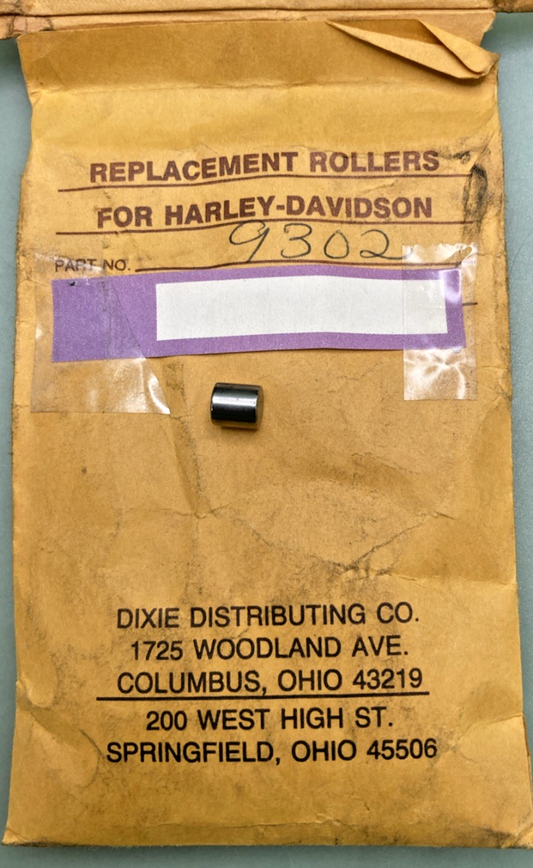 REPLACEMENT ROLLERS
FOR HARLEY-DAVIDSON
PART NO. 9302
DIXIE DISTRIBUTING CO.
1725 WOODLAND AVE.
COLUMBUS, OHIO 43219
200 WEST HIGH ST.
SPRINGFIELD, OHIO 45506